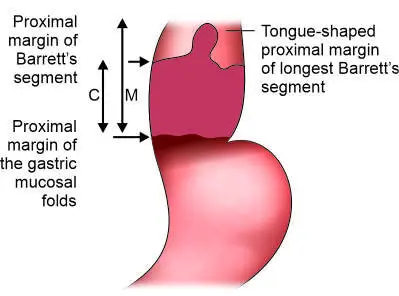 Proximal
margin of
Barrett's
segment
C
M
Proximal
margin of
the gastric
mucosal
folds
Tongue-shaped
proximal margin
of longest Barrett's
segment